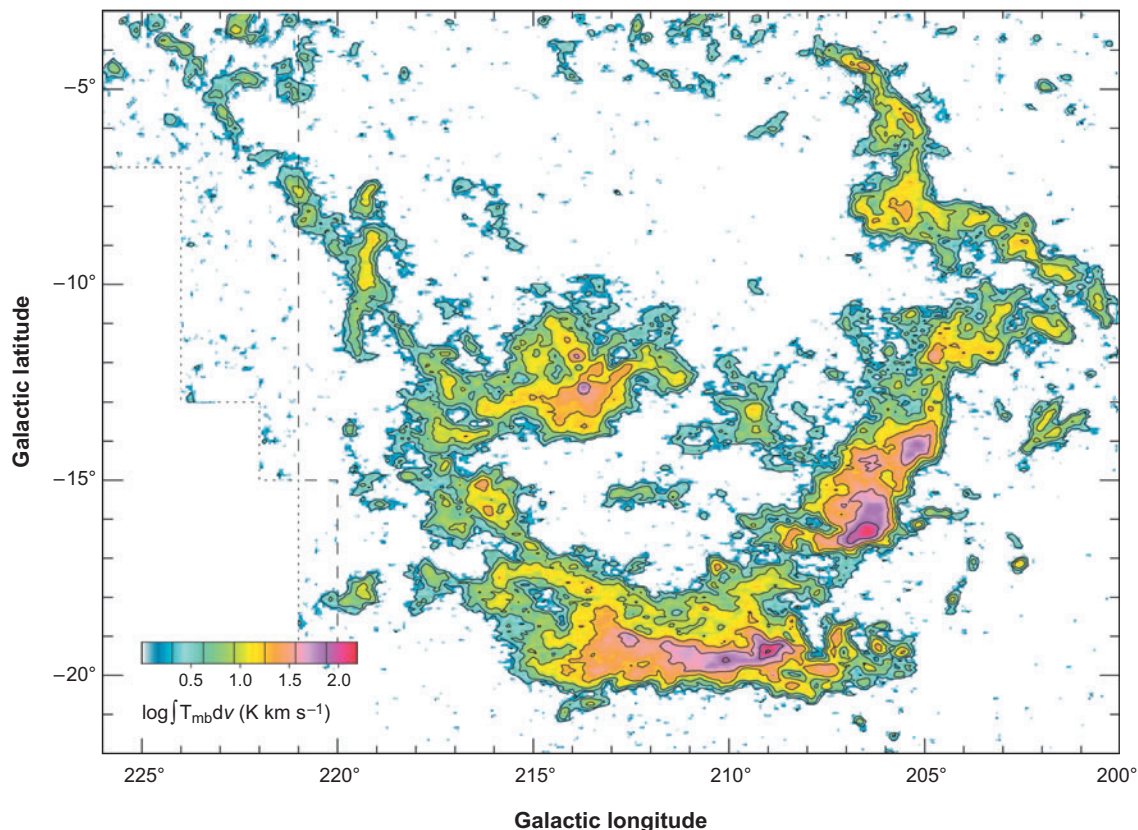 −5°
−10°
−15°
−20°
Galactic latitude
0.5 1.0 1.5 2.0
log∫T_mb dv (K km s⁻¹)
225° 220° 215° 210° 205° 200°
Galactic longitude